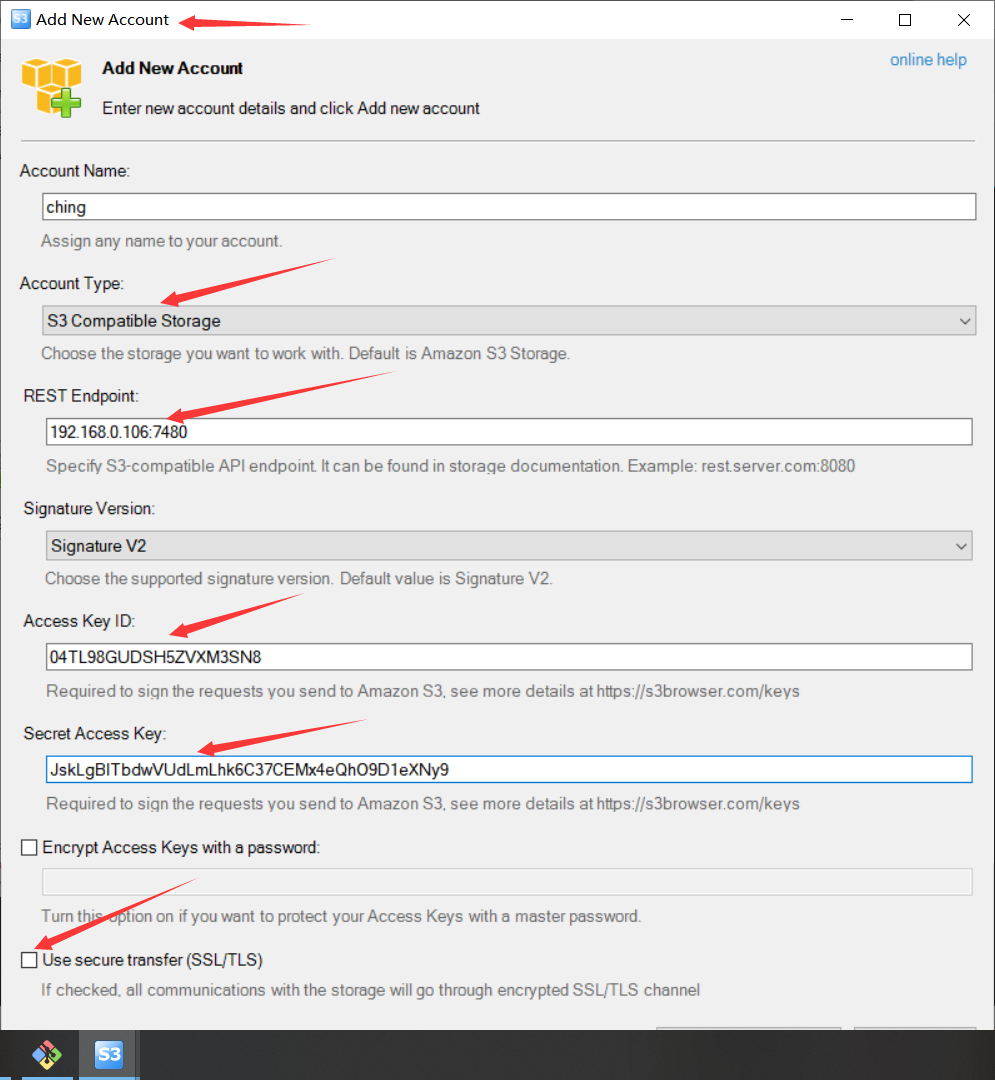 S3 Add New Account
online help
Add New Account
Enter new account details and click Add new account
Account Name:
ching
Assign any name to your account.
Account Type:
S3 Compatible Storage
Choose the storage you want to work with. Default is Amazon S3 Storage.
REST Endpoint:
192.168.0.106:7480
Specify S3-compatible API endpoint. It can be found in storage documentation. Example: rest.server.com:8080
Signature Version:
Signature V2
Choose the supported signature version. Default value is Signature V2.
Access Key ID:
04TL98GUDSH5ZVXM3SN8
Required to sign the requests you send to Amazon S3, see more details at https://s3browser.com/keys
Secret Access Key:
JskLgBITbdwVUdLmLhk6C37CEMx4eQhO9D1eXNy9
Required to sign the requests you send to Amazon S3, see more details at https://s3browser.com/keys
Encrypt Access Keys with a password:
Turn this option on if you want to protect your Access Keys with a master password.
Use secure transfer (SSL/TLS)
If checked, all communications with the storage will go through encrypted SSL/TLS channel
S3